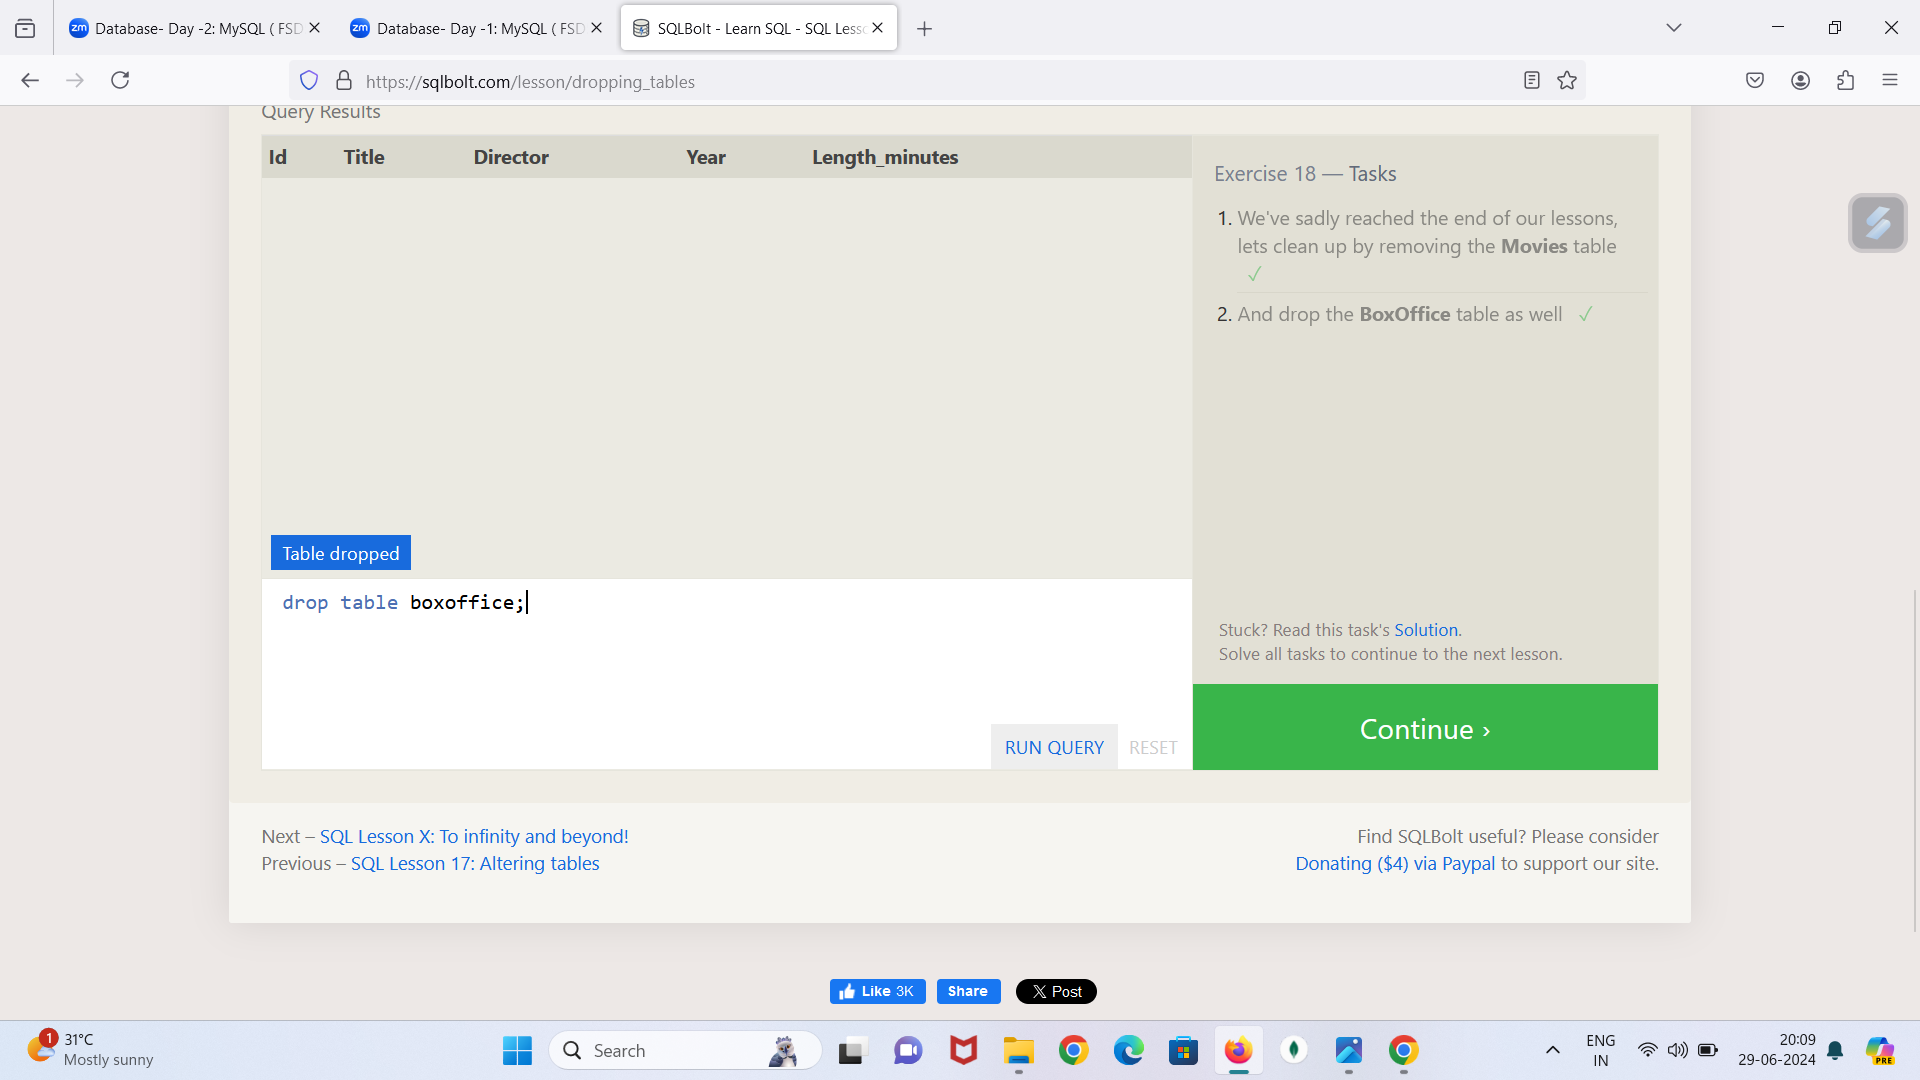 Database- Day -2: MySQL ( FSD
Database- Day -1: MySQL ( FSD
SQLBolt - Learn SQL - SQL Less
https://sqlbolt.com/lesson/dropping_tables
Query Results
Id Title Director Year Length_minutes
Exercise 18 — Tasks
1. We've sadly reached the end of our lessons,
lets clean up by removing the Movies table
✓
2. And drop the BoxOffice table as well ✓
Table dropped
drop table boxoffice;
Stuck? Read this task's Solution.
Solve all tasks to continue to the next lesson.
RUN QUERY RESET
Continue ›
Next – SQL Lesson X: To infinity and beyond!
Previous – SQL Lesson 17: Altering tables
Find SQLBolt useful? Please consider
Donating ($4) via Paypal to support our site.
Like 3K
Share
X Post
1
31°C
Mostly sunny
Search
ENG
IN
20:09
29-06-2024
PRE